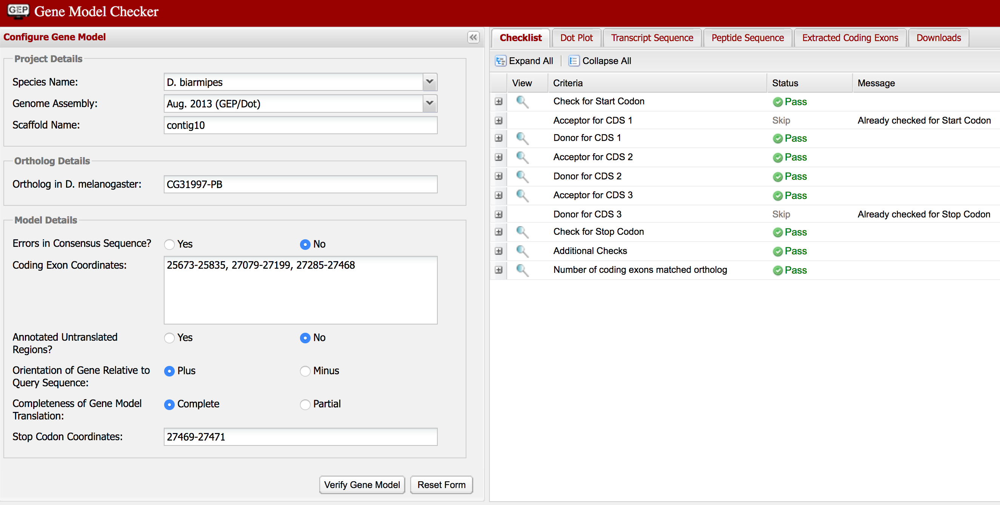 GEP Gene Model Checker
Configure Gene Model
Project Details
Species Name: D. biarmipes
Genome Assembly: Aug. 2013 (GEP/Dot)
Scaffold Name: contig10
Ortholog Details
Ortholog in D. melanogaster: CG31997-PB
Model Details
Errors in Consensus Sequence? Yes No
Coding Exon Coordinates: 25673-25835, 27079-27199, 27285-27468
Annotated Untranslated Yes No
Regions?
Orientation of Gene Relative to Plus Minus
Query Sequence:
Completeness of Gene Model Complete Partial
Translation:
Stop Codon Coordinates: 27469-27471
Verify Gene Model Reset Form
Checklist Dot Plot Transcript Sequence Peptide Sequence Extracted Coding Exons Downloads
Expand All Collapse All
View Criteria Status Message
Check for Start Codon Pass
Acceptor for CDS 1 Skip Already checked for Start Codon
Donor for CDS 1 Pass
Acceptor for CDS 2 Pass
Donor for CDS 2 Pass
Acceptor for CDS 3 Pass
Donor for CDS 3 Skip Already checked for Stop Codon
Check for Stop Codon Pass
Additional Checks Pass
Number of coding exons matched ortholog Pass